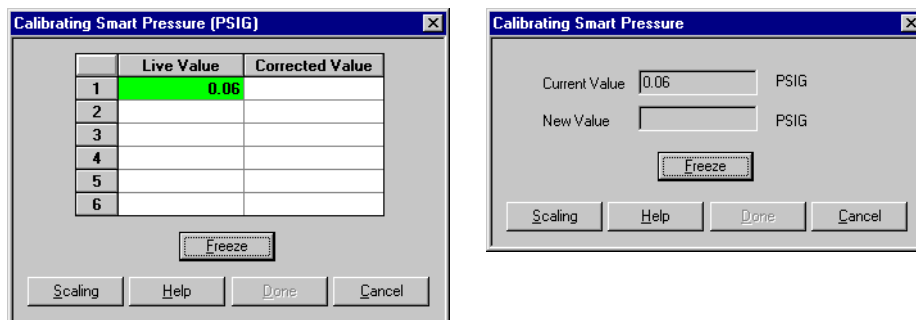 Calibrating Smart Pressure (PSIG)
Live Value Corrected Value
1 0.06
2
3
4
5
6
Freeze
Scaling Help Done Cancel
Calibrating Smart Pressure
Current Value 0.06 PSIG
New Value PSIG
Freeze
Scaling Help Done Cancel